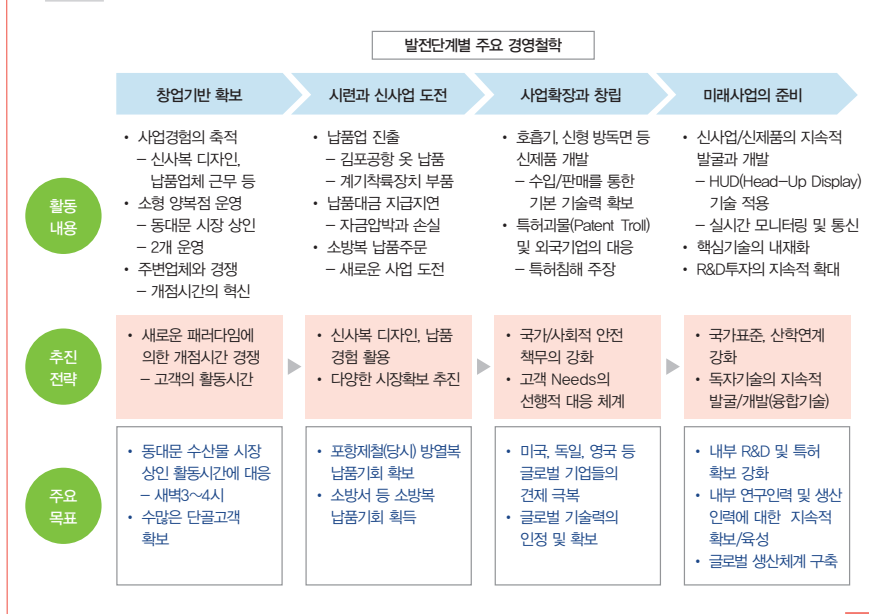 발전단계별 주요 경영철학
창업기반 확보
시련과 신사업 도전
사업확장과 창립
미래사업의 준비
활동
내용
• 사업경험의 축적
– 신사복 디자인,
납품업체 근무 등
• 소형 양복점 운영
– 동대문 시장 상인
– 2개 운영
• 주변업체와 경쟁
– 개점시간의 혁신
• 납품업 진출
– 김포공항 옷 납품
– 계기착륙장치 부품
• 납품대금 지급지연
– 자금압박과 손실
• 소방복 납품주문
– 새로운 사업 도전
• 호흡기, 신형 방독면 등
신제품 개발
– 수입/판매를 통한
기본 기술력 확보
• 특허괴물(Patent Troll)
및 외국기업의 대응
– 특허침해 주장
• 신사업/신제품의 지속적
발굴과 개발
– HUD(Head-Up Display)
기술 적용
– 실시간 모니터링 및 통신
• 핵심기술의 내재화
• R&D투자의 지속적 확대
추진
전략
• 새로운 패러다임에
의한 개점시간 경쟁
– 고객의 활동시간
• 신사복 디자인, 납품
경험 활용
• 다양한 시장확보 추진
• 국가/사회적 안전
책무의 강화
• 고객 Needs의
선행적 대응 체계
• 국가표준, 산학연계
강화
• 독자기술의 지속적
발굴/개발(융합기술)
주요
목표
• 동대문 수산물 시장
상인 활동시간에 대응
– 새벽3~4시
• 수많은 단골고객
확보
• 포항제철(당시) 방열복
납품기회 확보
• 소방서 등 소방복
납품기회 획득
• 미국, 독일, 영국 등
글로벌 기업들의
견제 극복
• 글로벌 기술력의
인정 및 확보
• 내부 R&D 및 특허
확보 강화
• 내부 연구인력 및 생산
인력에 대한 지속적
확보/육성
• 글로벌 생산체계 구축